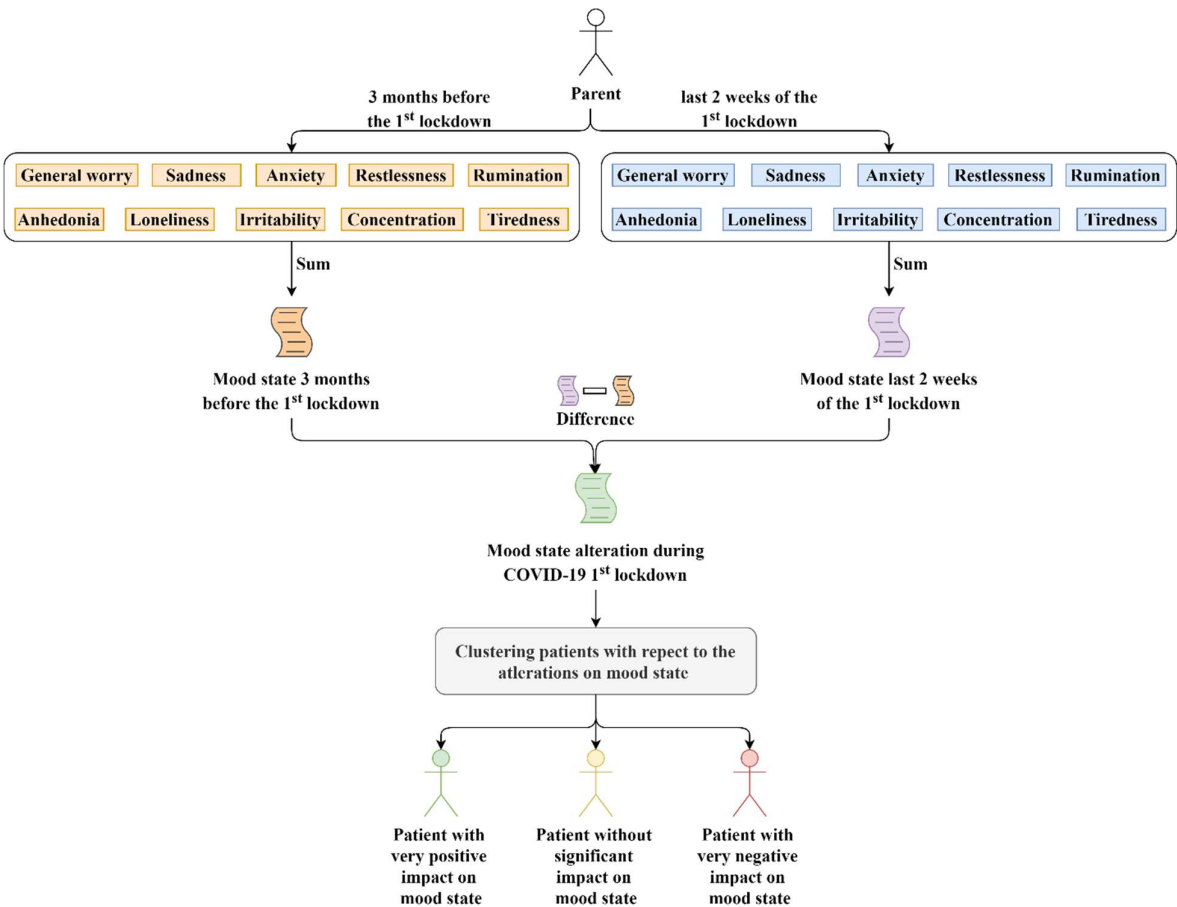 Parent
3 months before
the 1st lockdown
last 2 weeks of the
1st lockdown
General worry Sadness Anxiety Restlessness Rumination
Anhedonia Loneliness Irritability Concentration Tiredness
General worry Sadness Anxiety Restlessness Rumination
Anhedonia Loneliness Irritability Concentration Tiredness
Sum
Sum
Mood state 3 months
before the 1st lockdown
Difference
Mood state last 2 weeks
of the 1st lockdown
Mood state alteration during
COVID-19 1st lockdown
Clustering patients with repect to the
atlerations on mood state
Patient with
very positive
impact on
mood state
Patient without
significant
impact on
mood state
Patient with
very negative
impact on
mood state